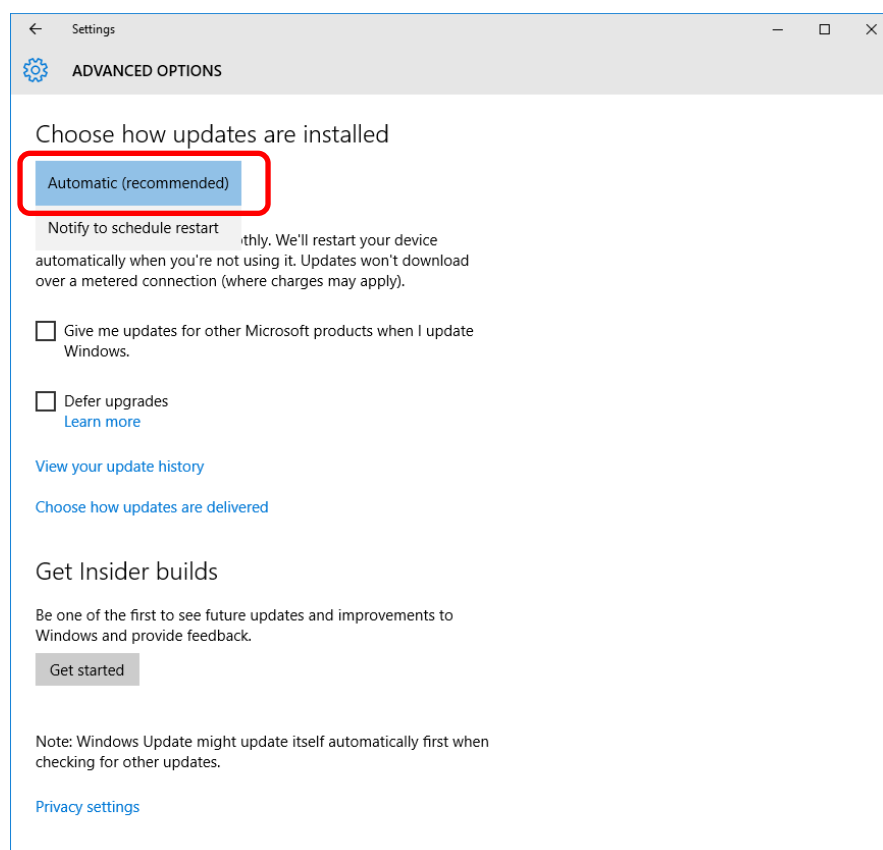 Settings
ADVANCED OPTIONS
Choose how updates are installed
Automatic (recommended)
Notify to schedule restart
thly. We'll restart your device
automatically when you're not using it. Updates won't download
over a metered connection (where charges may apply).
Give me updates for other Microsoft products when I update
Windows.
Defer upgrades
Learn more
View your update history
Choose how updates are delivered
Get Insider builds
Be one of the first to see future updates and improvements to
Windows and provide feedback.
Get started
Note: Windows Update might update itself automatically first when
checking for other updates.
Privacy settings